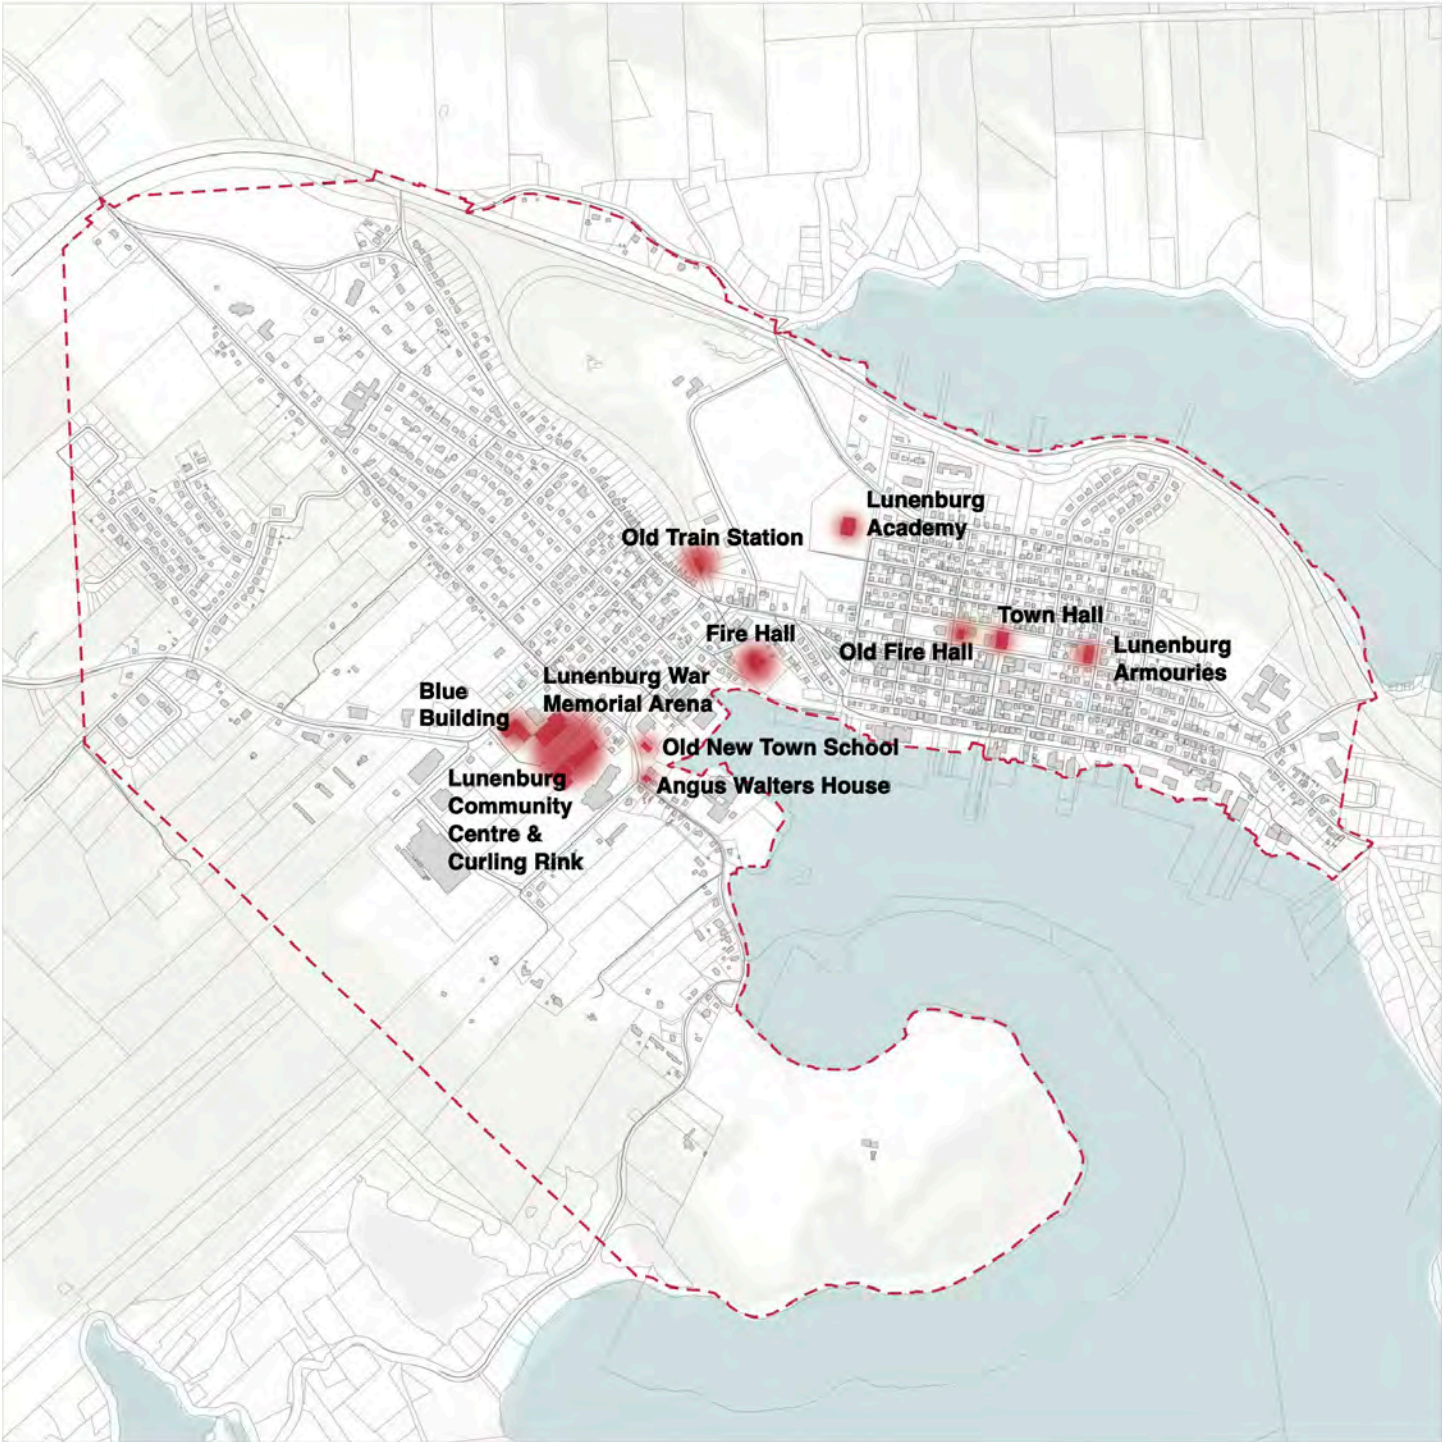 Lunenburg
Academy
Old Train Station
Town Hall
Fire Hall
Old Fire Hall
Lunenburg
Armouries
Lunenburg War
Memorial Arena
Blue
Building
Old New Town School
Angus Walters House
Lunenburg
Community
Centre &
Curling Rink